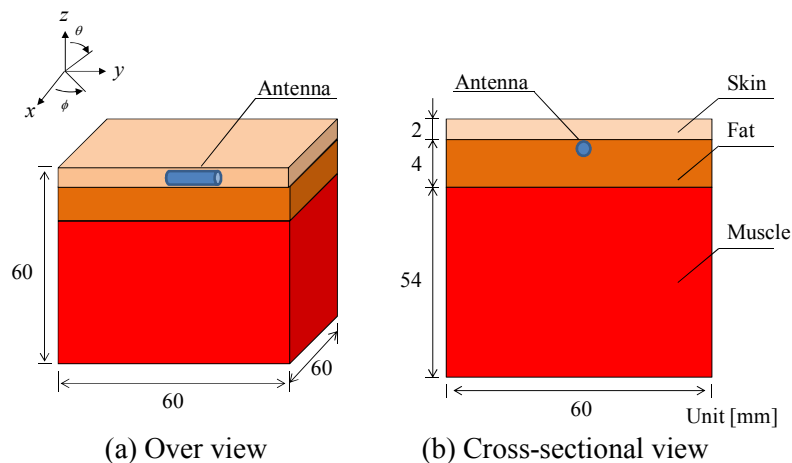 z
θ
y
x
ϕ
Antenna
60
60
60
(a) Over view
Antenna
Skin
2
Fat
4
Muscle
54
60
Unit [mm]
(b) Cross-sectional view